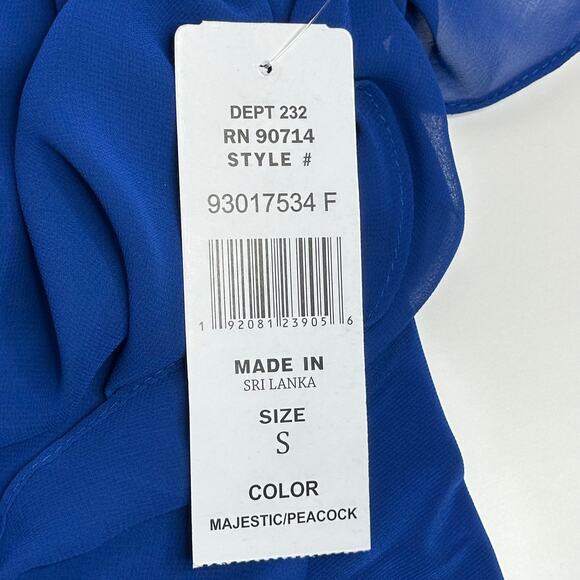 DEPT 232
RN 90714
STYLE #
93017534 F
1 92081 23905 6
MADE IN
SRI LANKA
SIZE
S
COLOR
MAJESTIC/PEACOCK